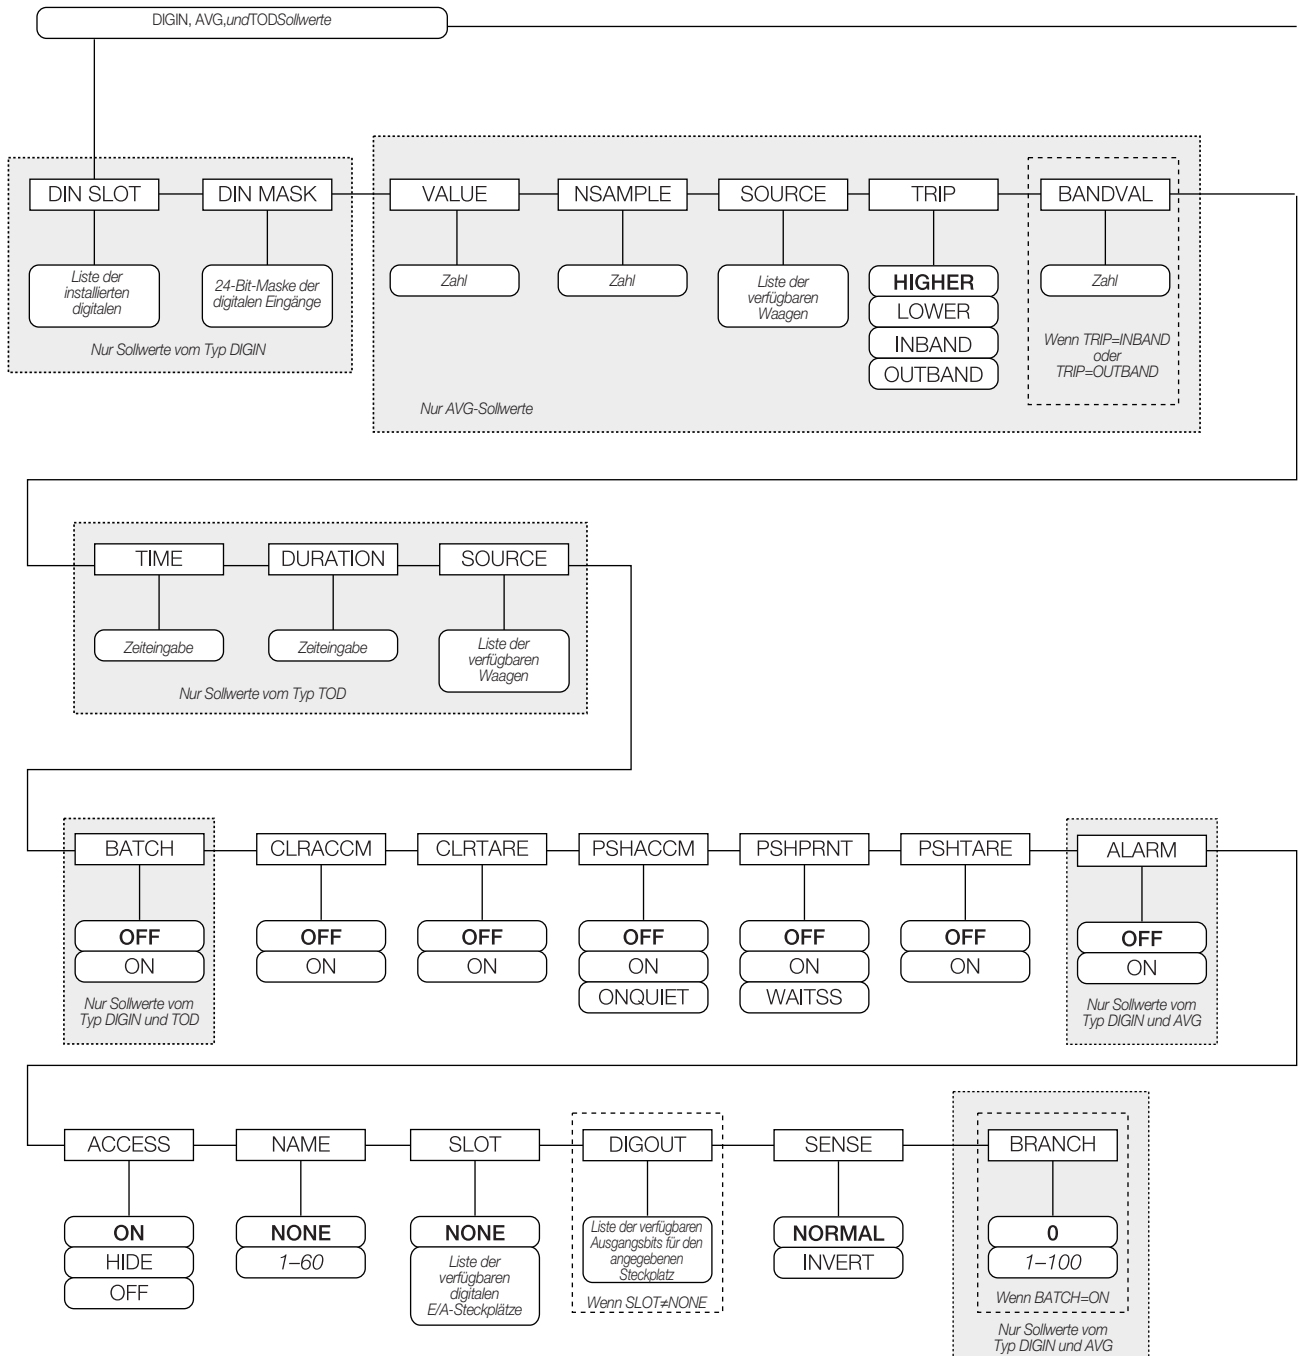 DIGIN, AVG,undTODSollwerte
DIN SLOT
DIN MASK
VALUE
NSAMPLE
SOURCE
TRIP
BANDVAL
Liste der
installierten
digitalen
24-Bit-Maske der
digitalen Eingänge
Zahl
Zahl
Liste der
verfügbaren
Waagen
HIGHER
LOWER
INBAND
OUTBAND
Zahl
Wenn TRIP=INBAND
oder
TRIP=OUTBAND
Nur Sollwerte vom Typ DIGIN
Nur AVG-Sollwerte
TIME
DURATION
SOURCE
Zeiteingabe
Zeiteingabe
Liste der
verfügbaren
Waagen
Nur Sollwerte vom Typ TOD
BATCH
CLRACCM
CLRTARE
PSHACCM
PSHPRNT
PSHTARE
ALARM
OFF
ON
OFF
ON
OFF
ON
OFF
ON
ONQUIET
OFF
ON
WAITSS
OFF
ON
OFF
ON
Nur Sollwerte vom
Typ DIGIN und TOD
Nur Sollwerte vom
Typ DIGIN und AVG
ACCESS
NAME
SLOT
DIGOUT
SENSE
BRANCH
ON
HIDE
OFF
NONE
1–60
NONE
Liste der
verfügbaren
digitalen
E/A-Steckplätze
Liste der verfügbaren
Ausgangsbits für den
angegebenen
Steckplatz
Wenn SLOT≠NONE
NORMAL
INVERT
0
1–100
Wenn BATCH=ON
Nur Sollwerte vom
Typ DIGIN und AVG